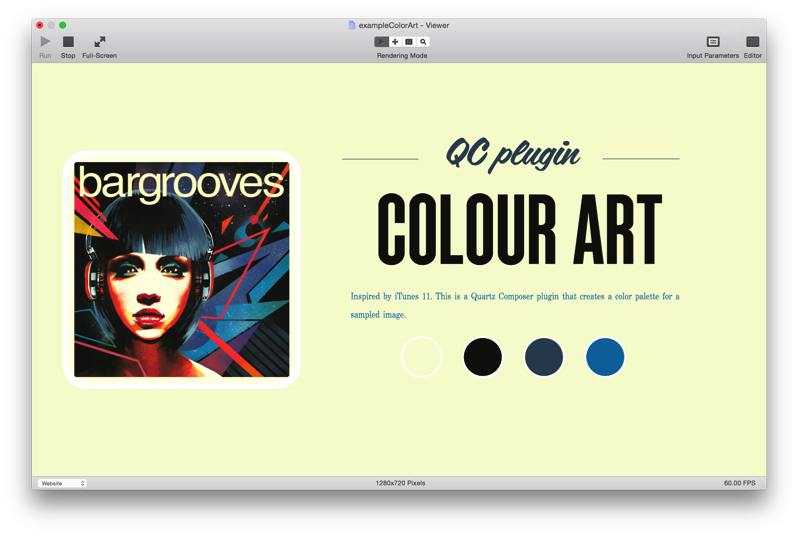 exampleColorArt - Viewer
Run Stop Full-Screen Rendering Mode Input Parameters Editor
bargrooves
QC plugin
COLOUR ART
Inspired by iTunes 11. This is a Quartz Composer plugin that creates a color palette for a
sampled image.
Website 1280x720 Pixels 60.00 FPS